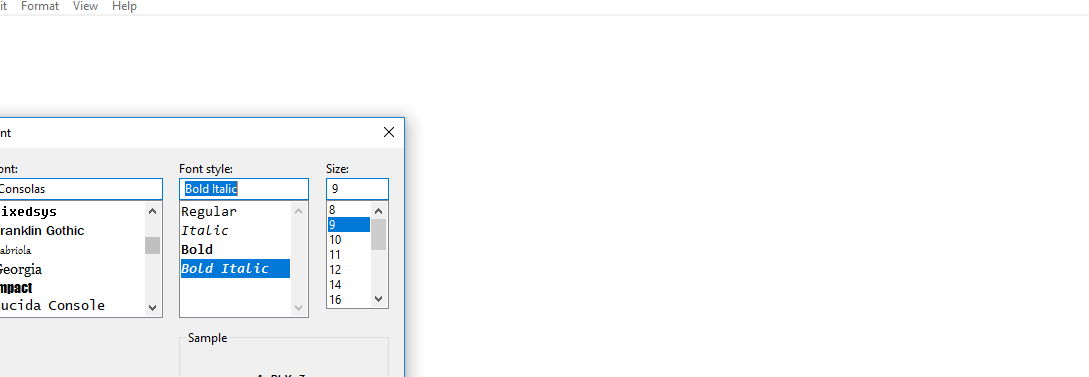 it Format View Help
nt
ont: Font style: Size:
Consolas Bold Italic 9
ixedsys Regular 8
ranklin Gothic Italic 9
abriola Bold 10
Georgia Bold Italic 11
mpact 12
ucida Console 14
16
Sample